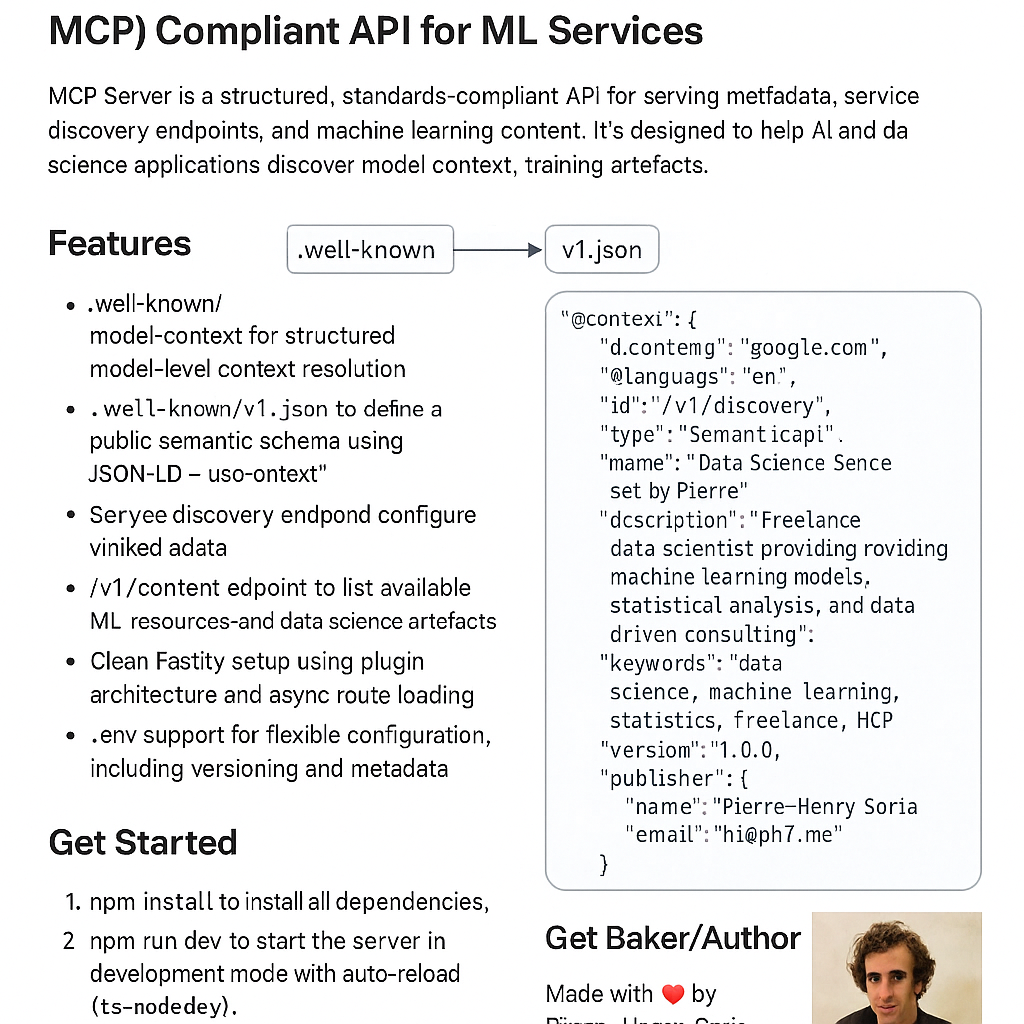 MCP) Compliant API for ML Services
MCP Server is a structured, standards-compliant API for serving metfadata, service
discovery endpoints, and machine learning content. It's designed to help Al and da
science applications discover model context, training artefacts.
Features
.well-known
v1.json
• .well-known/
model-context for structured
model-level context resolution
• .well-known/v1.json to define a
public semantic schema using
JSON-LD – uso-ontext"
• Seryee discovery endpond configure
viniked adata
• /v1/content edpoint to list available
ML resources-and data science artefacts
• Clean Fastity setup using plugin
architecture and async route loading
• .env support for flexible configuration,
including versioning and metadata
Get Started
1. npm install to install all dependencies,
2 npm run dev to start the server in
development mode with auto-reload
(ts-nodedey).
"@contexi": {
"d.contemg": "google.com",
"@languags": "en.",
"id":"/v1/discovery",
"type": "Semanticapi".
"mame": "Data Science Sence
set by Pierre"
"dcscription": "Freelance
data scientist providing roviding
machine learning models,
statistical analysis, and data
driven consulting":
"keywords": "data
science, machine learning,
statistics, freelance, HCP
"versiom": "1.0.0,
"publisher": {
"name": "Pierre–Henry Soria
"email": "hi@ph7.me"
}
Get Baker/Author
Made with ❤️ by